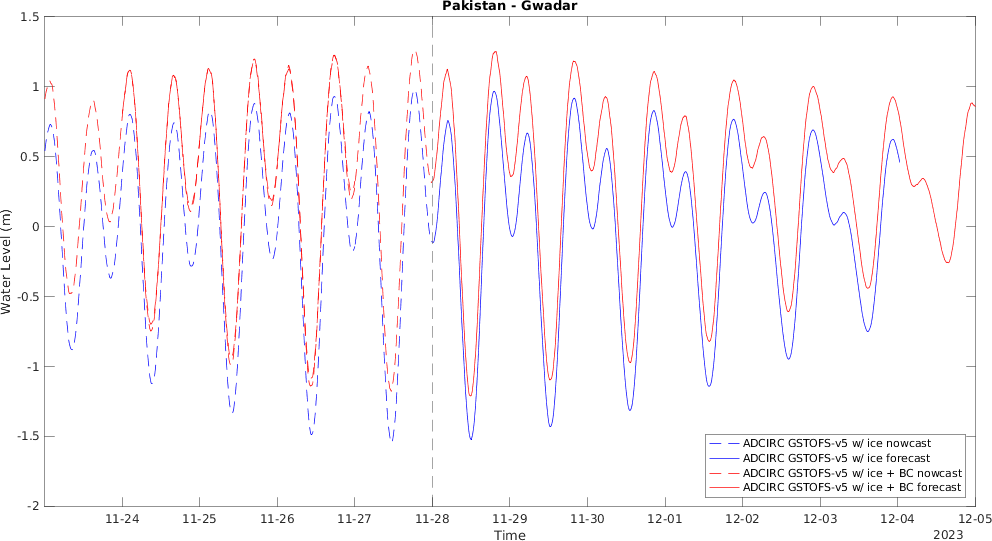 Pakistan - Gwadar
1.5
1
0.5
0
-0.5
-1
-1.5
-2
Water Level (m)
ADCIRC GSTOFS-v5 w/ ice nowcast
ADCIRC GSTOFS-v5 w/ ice forecast
ADCIRC GSTOFS-v5 w/ ice + BC nowcast
ADCIRC GSTOFS-v5 w/ ice + BC forecast
11-24 11-25 11-26 11-27 11-28 11-29 11-30 12-01 12-02 12-03 12-04 12-05
Time
2023